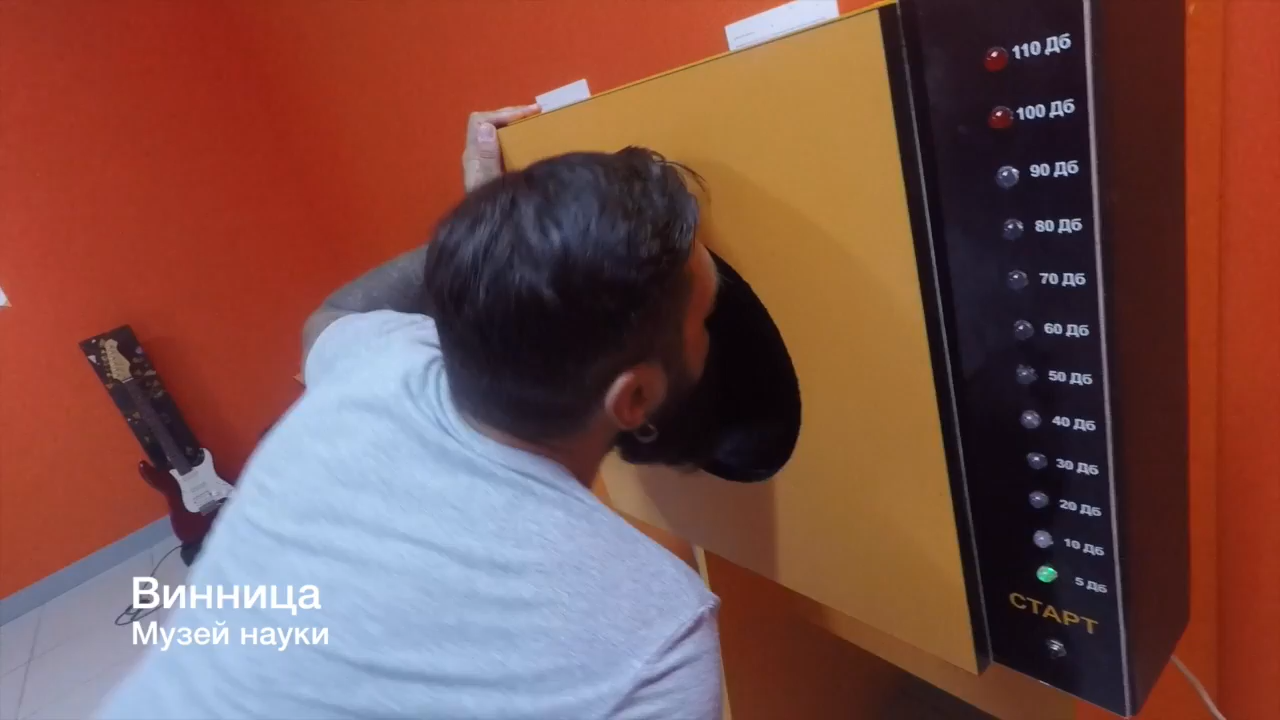 110 Дб
100 Дб
90 Дб
80 Дб
70 Дб
60 Дб
50 Дб
40 Дб
30 Дб
20 Дб
10 Дб
5 Дб
СТАРТ
Винница
Музей науки